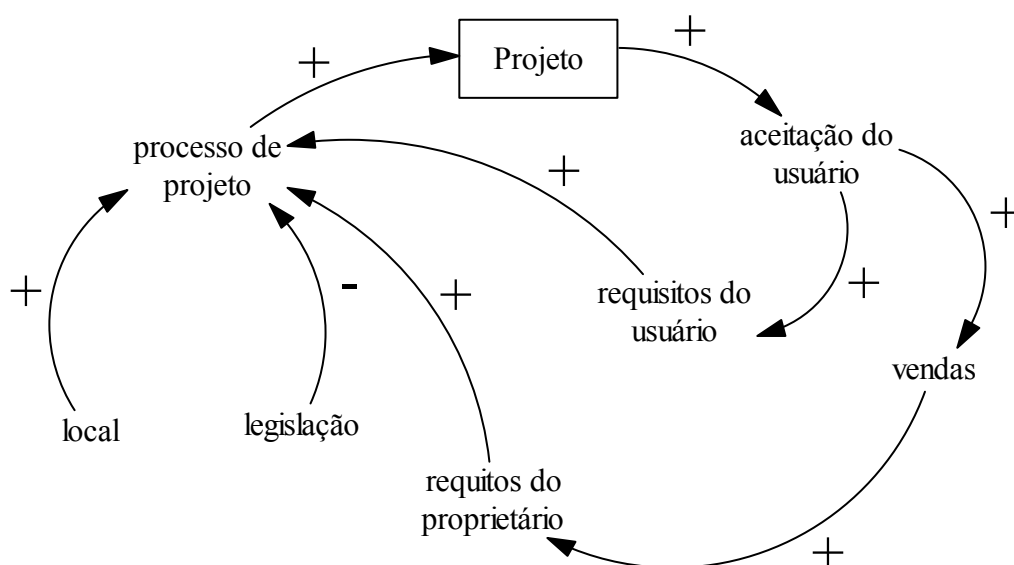 +
+
Projeto
processo de
projeto
aceitação do
usuário
+
+
+
-
+
+
requisitos do
usuário
vendas
local
legislação
requitos do
proprietário
+